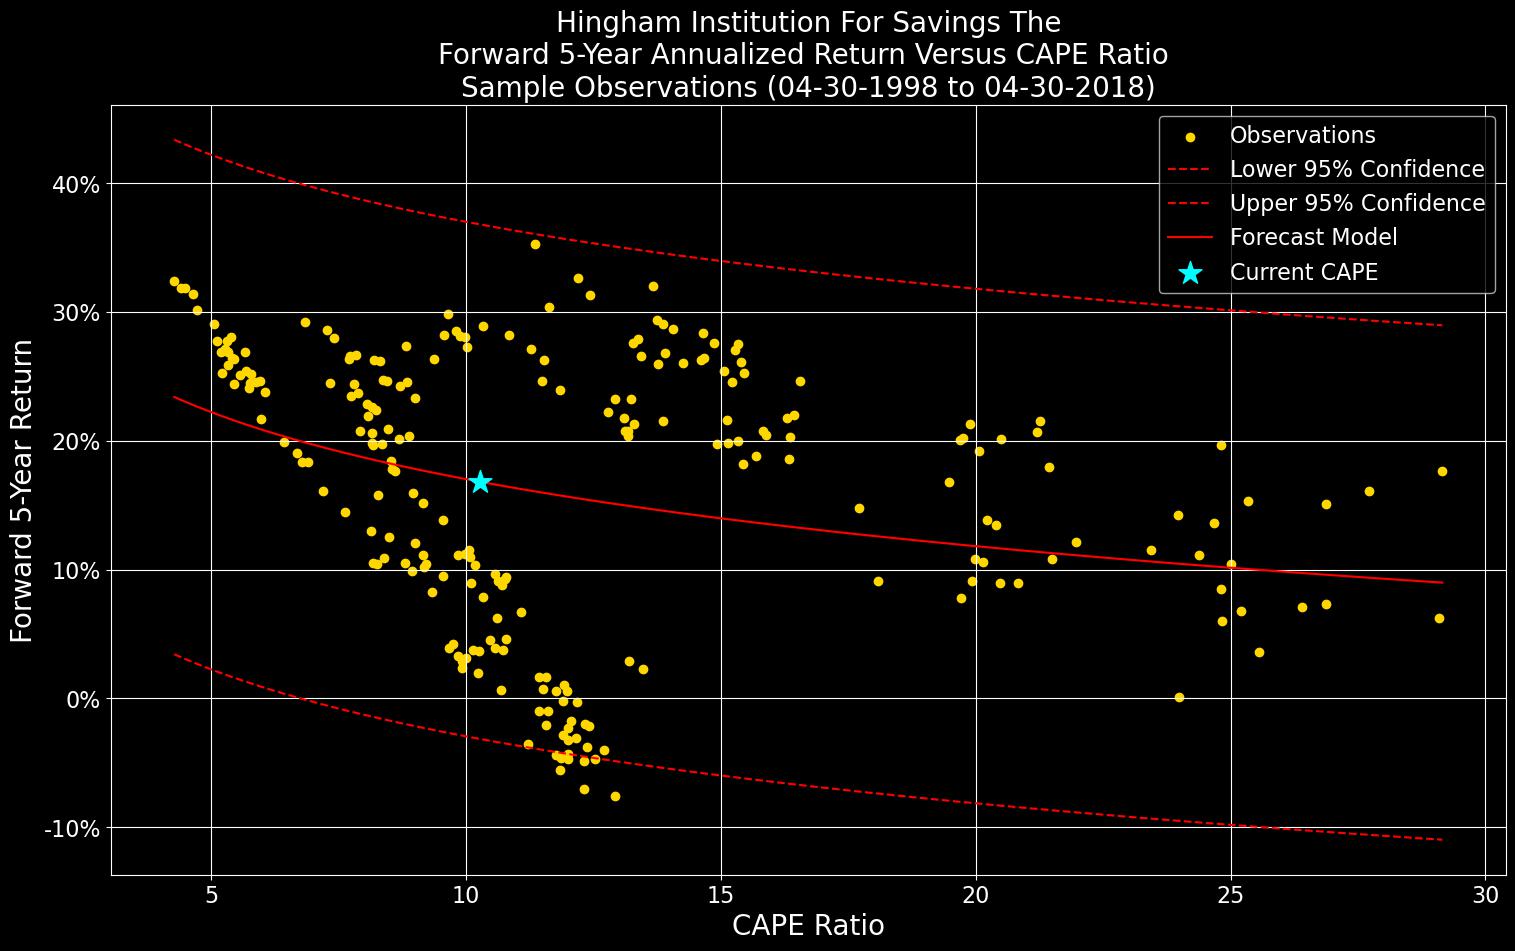 Hingham Institution For Savings The
Forward 5-Year Annualized Return Versus CAPE Ratio
Sample Observations (04-30-1998 to 04-30-2018)
Observations
Lower 95% Confidence
Upper 95% Confidence
Forecast Model
Current CAPE
Forward 5-Year Return
40%
30%
20%
10%
0%
-10%
5 10 15 20 25 30
CAPE Ratio